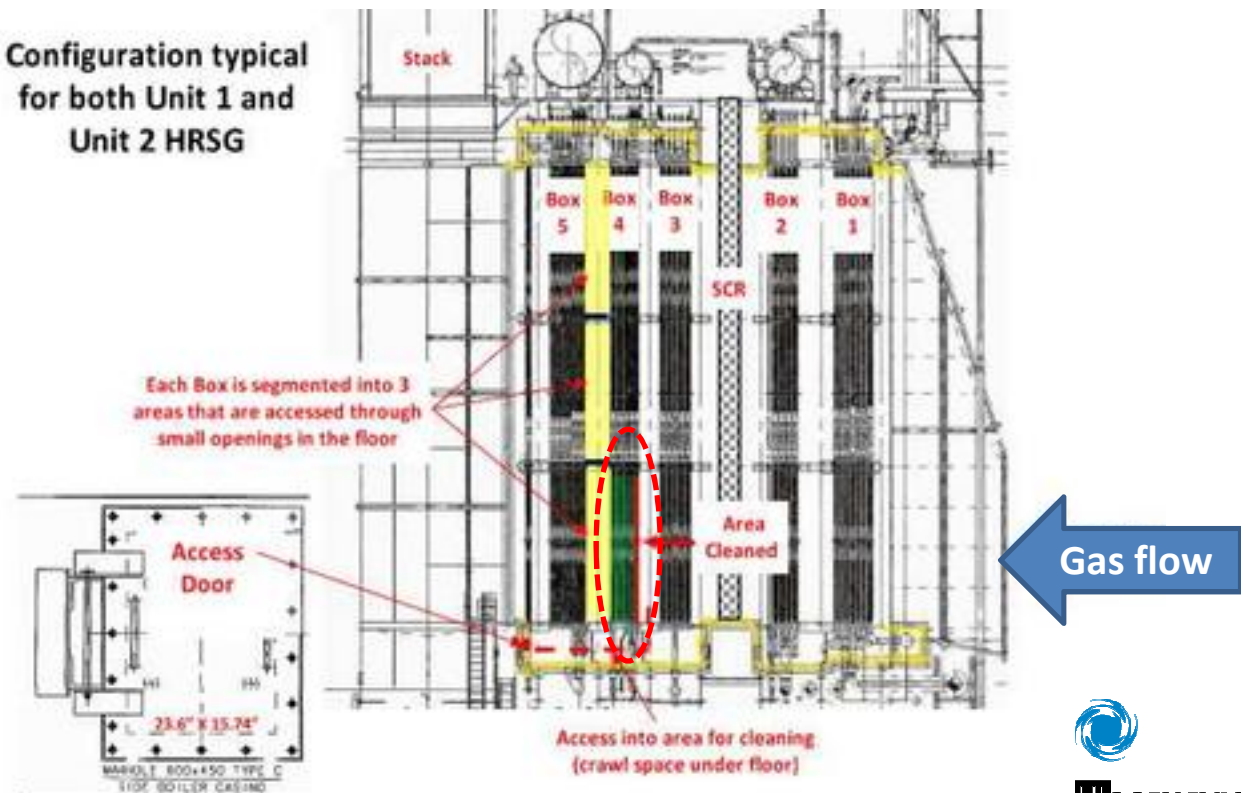 Configuration typical
for both Unit 1 and
Unit 2 HRSG
Stack
Box
5
Box
4
Box
3
Box
2
Box
1
SCR
Each Box is segmented into 3
areas that are accessed through
small openings in the floor
Area
Cleaned
Gas flow
Access
Door
23.6" X 15.74"
MANHOLE 600x450 TYPE C
SIDE BOILER CASING
Access into area for cleaning
(crawl space under floor)